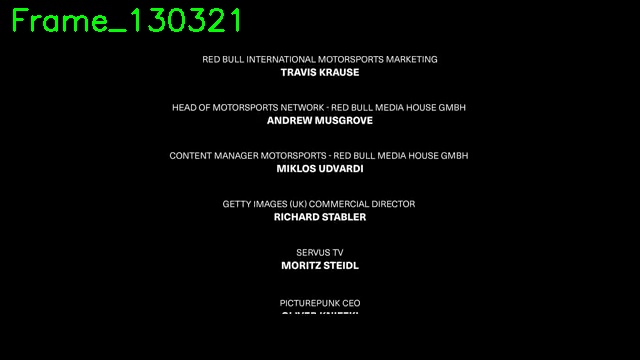 Frame_130321
RED BULL INTERNATIONAL MOTORSPORTS MARKETING
TRAVIS KRAUSE
HEAD OF MOTORSPORTS NETWORK - RED BULL MEDIA HOUSE GMBH
ANDREW MUSGROVE
CONTENT MANAGER MOTORSPORTS - RED BULL MEDIA HOUSE GMBH
MIKLOS UDVARDI
GETTY IMAGES (UK) COMMERCIAL DIRECTOR
RICHARD STABLER
SERVUS TV
MORITZ STEIDL
PICTUREPUNK CEO